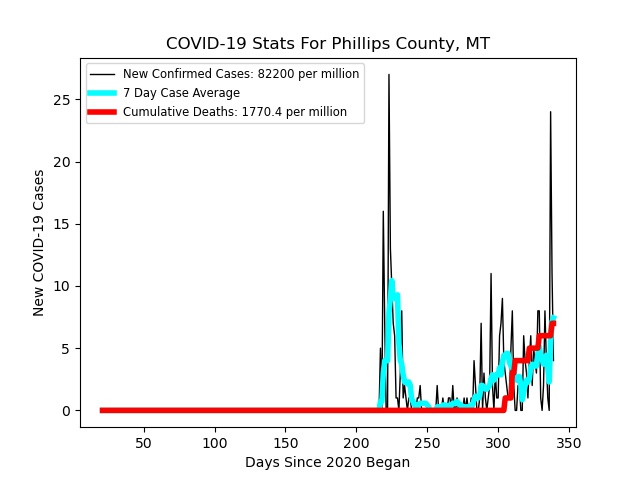 COVID-19 Stats For Phillips County, MT
New Confirmed Cases: 82200 per million
7 Day Case Average
Cumulative Deaths: 1770.4 per million
New COVID-19 Cases
25
20
15
10
5
0
50
100
150
200
250
300
350
Days Since 2020 Began